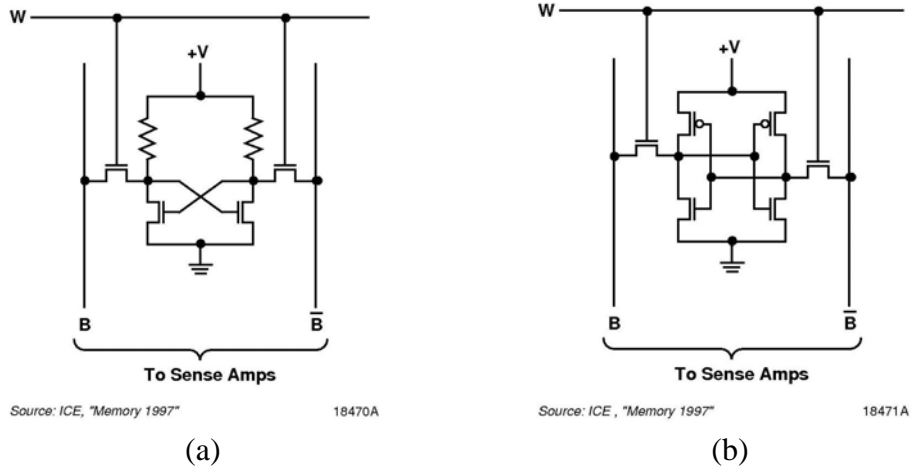 W
+V
B
B̅
To Sense Amps
Source: ICE, "Memory 1997"
18470A
(a)
W
+V
B
B̅
To Sense Amps
Source: ICE , "Memory 1997"
18471A
(b)